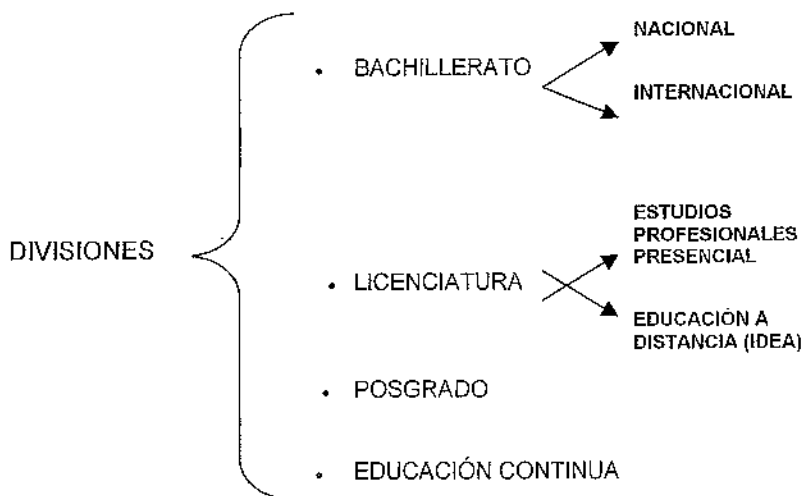 DIVISIONES
• BACHILLERATO
NACIONAL
INTERNACIONAL
• LICENCIATURA
ESTUDIOS
PROFESIONALES
PRESENCIAL
EDUCACIÓN A
DISTANCIA (IDEA)
• POSGRADO
• EDUCACIÓN CONTINUA